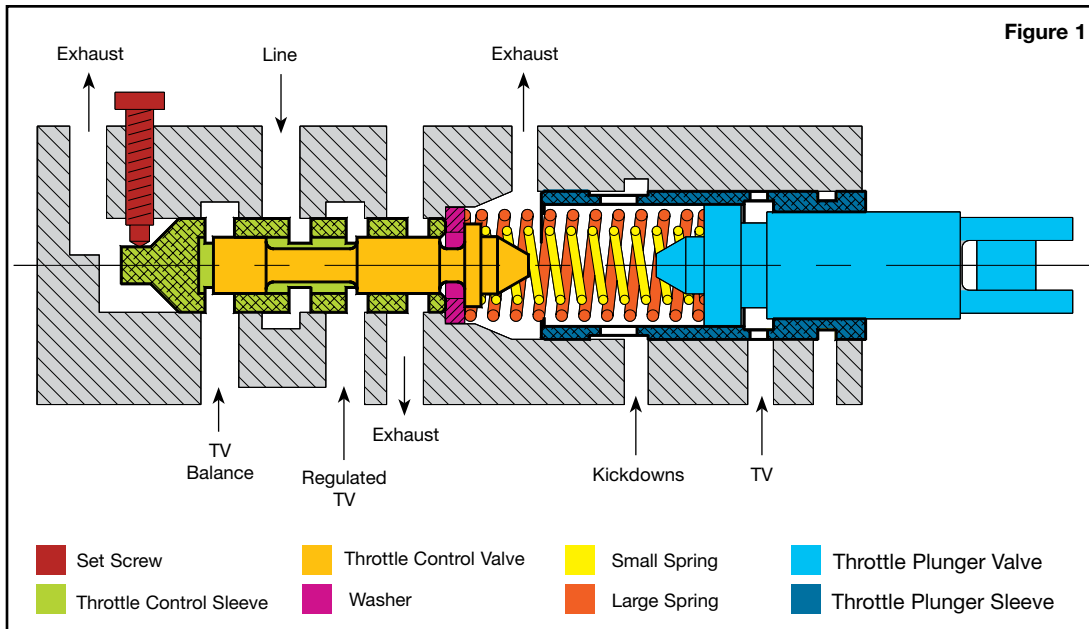 Figure 1
Exhaust
Line
Exhaust
TV
Balance
Regulated
TV
Exhaust
Kickdowns
TV
Set Screw
Throttle Control Valve
Small Spring
Throttle Plunger Valve
Throttle Control Sleeve
Washer
Large Spring
Throttle Plunger Sleeve